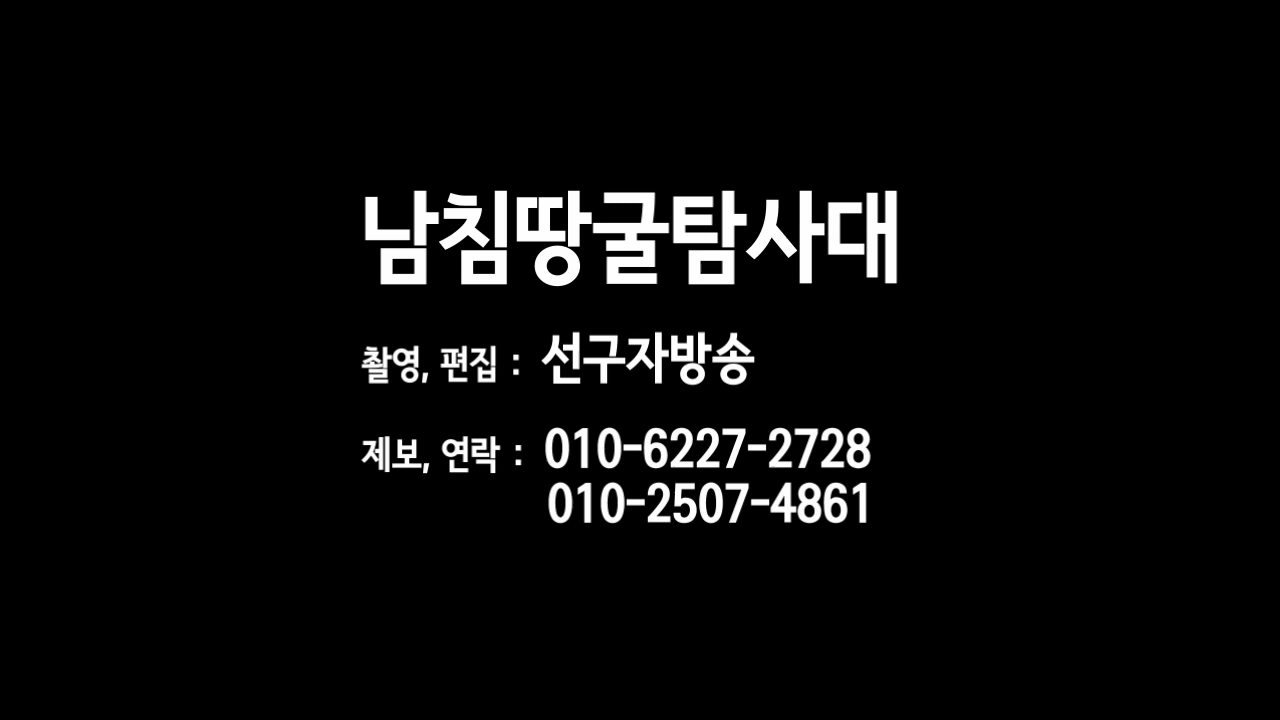 남침땅굴탐사대
촬영, 편집 : 선구자방송
제보, 연락 : 010-6227-2728
010-2507-4861